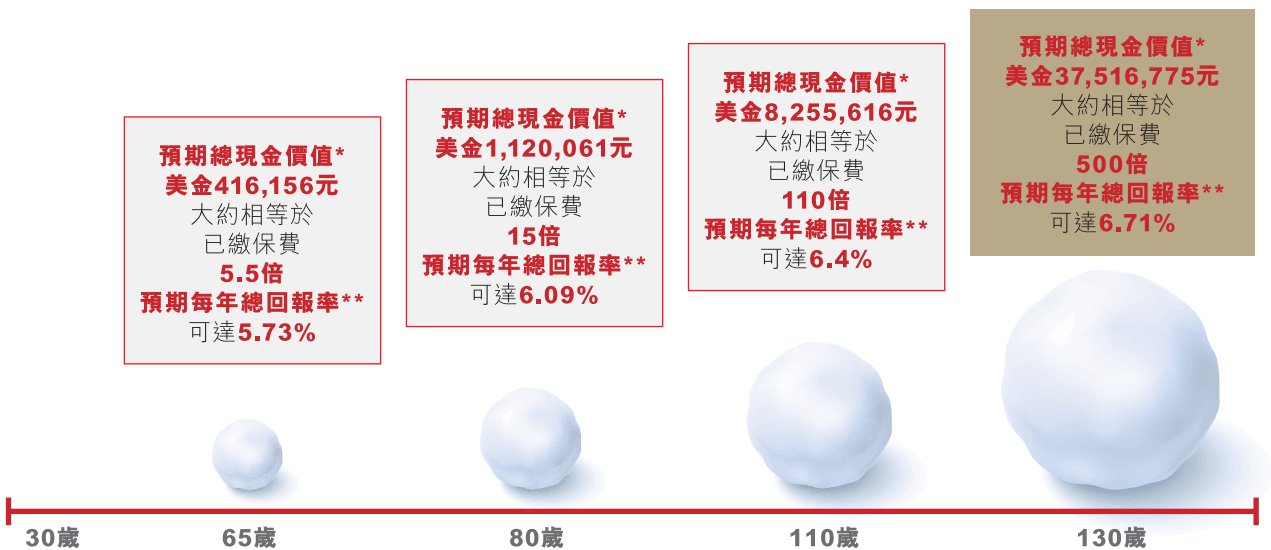 預期總現金價值*
美金416,156元
大約相等於
已繳保費
5.5倍
預期每年總回報率**
可達5.73%
預期總現金價值*
美金1,120,061元
大約相等於
已繳保費
15倍
預期每年總回報率**
可達6.09%
預期總現金價值*
美金8,255,616元
大約相等於
已繳保費
110倍
預期每年總回報率**
可達6.4%
預期總現金價值*
美金37,516,775元
大約相等於
已繳保費
500倍
預期每年總回報率**
可達6.71%
30歲
65歲
80歲
110歲
130歲